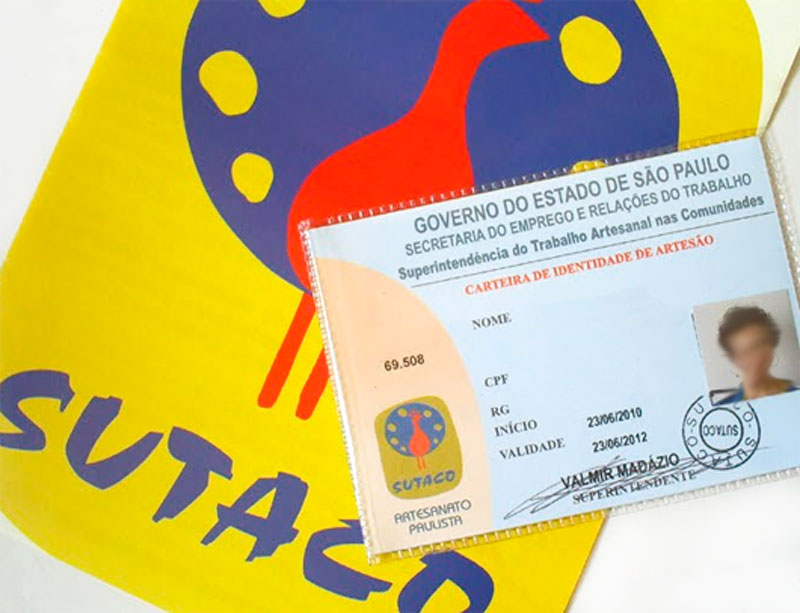 GOVERNO DO ESTADO DE SÃO PAULO
SECRETARIA DO EMPREGO E RELAÇÕES DO TRABALHO
Superintendência do Trabalho Artesanal nas Comunidades
CARTEIRA DE IDENTIDADE DE ARTESÃO
NOME
69.508
CPF
RG
INÍCIO 23/06/2010
VALIDADE 23/06/2012
VALMIR MADÁZIO
SUPERINTENDENTE
SUTACO
ARTESANATO
PAULISTA
SUTACO
SUTACO
SUTACO